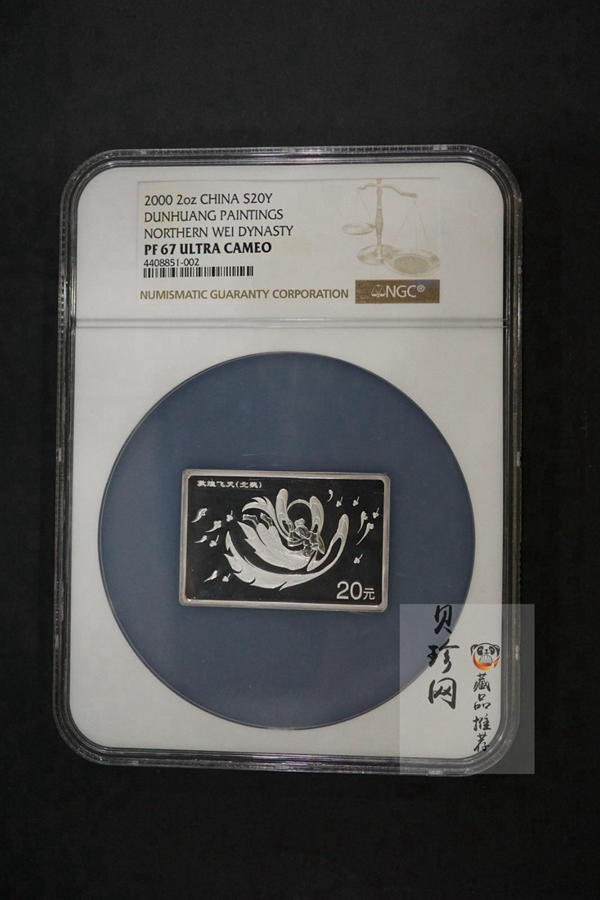 2000 2oz CHINA S20Y
DUNHUANG PAINTINGS
NORTHERN WEI DYNASTY
PF 67 ULTRA CAMEO
4408851-002
NUMISMATIC GUARANTY CORPORATION
NGC®
敦煌飞天(北魏)
20元
贝珍网
藏品推荐